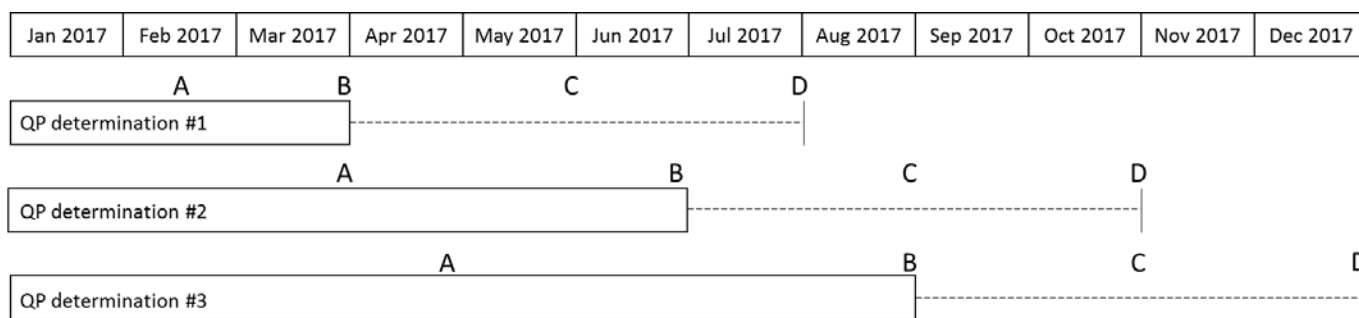 Jan 2017 Feb 2017 Mar 2017 Apr 2017 May 2017 Jun 2017 Jul 2017 Aug 2017 Sep 2017 Oct 2017 Nov 2017 Dec 2017
A B C D
QP determination #1
A B C D
QP determination #2
A B C D
QP determination #3